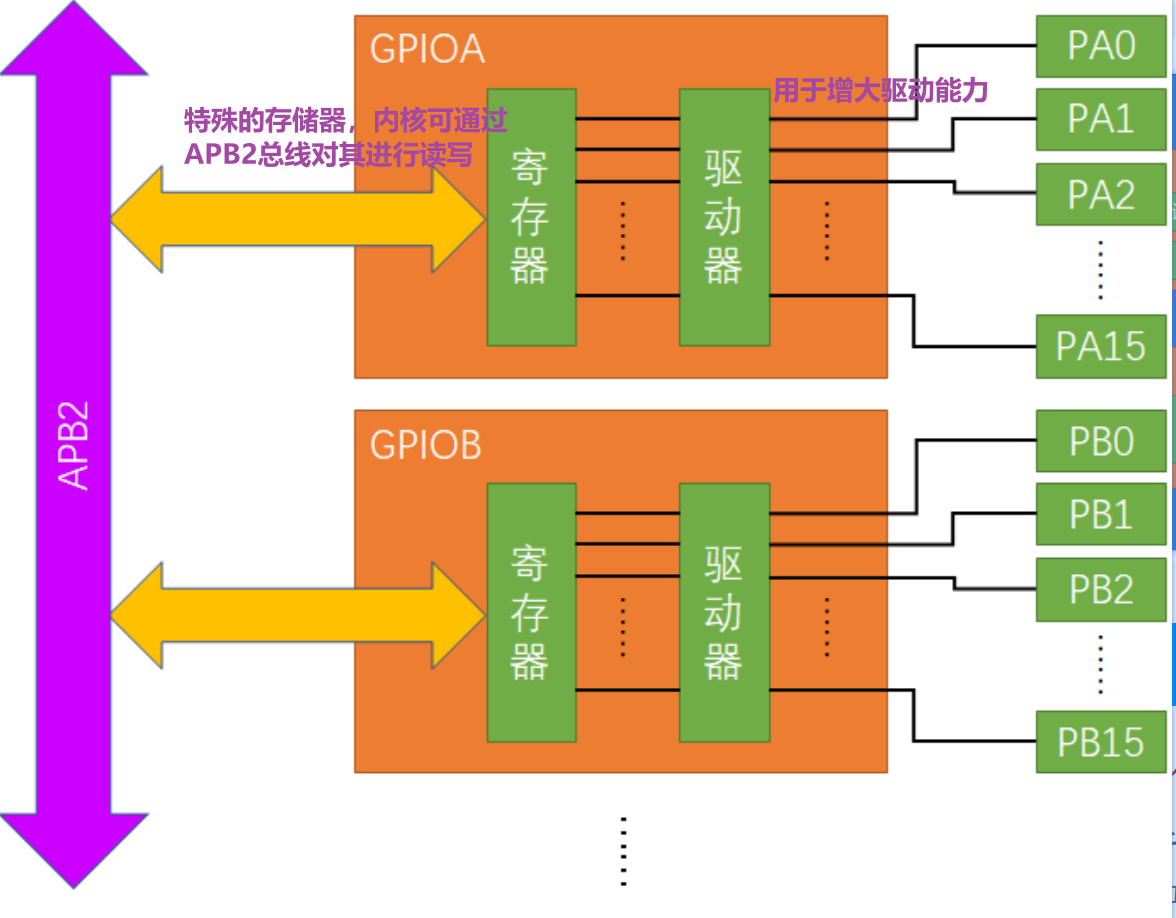 GPIOA
特殊的存储器，内核可通过
APB2总线对其进行读写
用于增大驱动能力
寄存器
驱动器
PA0
PA1
PA2
PA15
APB2
GPIOB
寄存器
驱动器
PB0
PB1
PB2
PB15